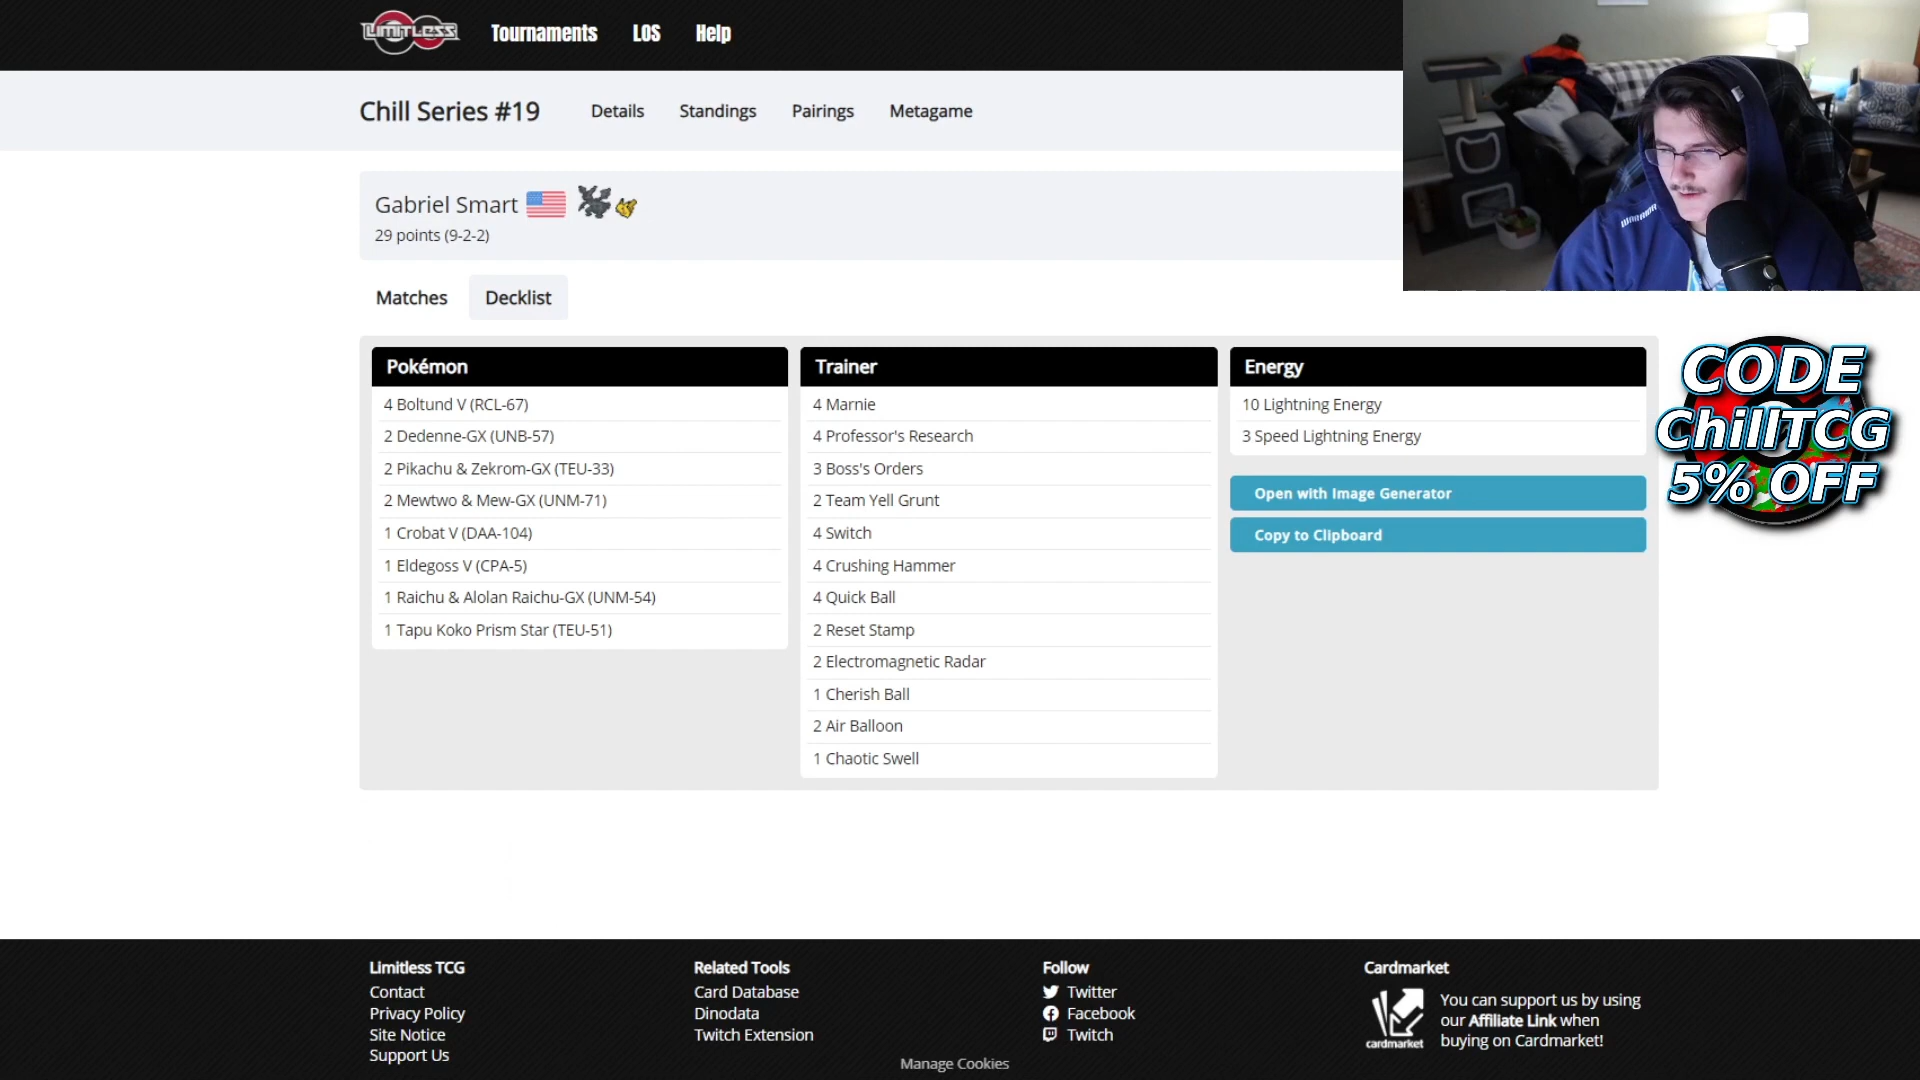 LIMITLESS
Tournaments
LOS
Help
Chill Series #19
Details
Standings
Pairings
Metagame
Gabriel Smart
29 points (9-2-2)
Matches
Decklist
Pokémon
4 Boltund V (RCL-67)
2 Dedenne-GX (UNB-57)
2 Pikachu & Zekrom-GX (TEU-33)
2 Mewtwo & Mew-GX (UNM-71)
1 Crobat V (DAA-104)
1 Eldegoss V (CPA-5)
1 Raichu & Alolan Raichu-GX (UNM-54)
1 Tapu Koko Prism Star (TEU-51)
Trainer
4 Marnie
4 Professor's Research
3 Boss's Orders
2 Team Yell Grunt
4 Switch
4 Crushing Hammer
4 Quick Ball
2 Reset Stamp
2 Electromagnetic Radar
1 Cherish Ball
2 Air Balloon
1 Chaotic Swell
Energy
10 Lightning Energy
3 Speed Lightning Energy
Open with Image Generator
Copy to Clipboard
CODE
ChillTCG
5% OFF
Limitless TCG
Contact
Privacy Policy
Site Notice
Support Us
Related Tools
Card Database
Dinodata
Twitch Extension
Follow
Twitter
Facebook
Twitch
Cardmarket
cardmarket
You can support us by using
our Affiliate Link when
buying on Cardmarket!
Manage Cookies